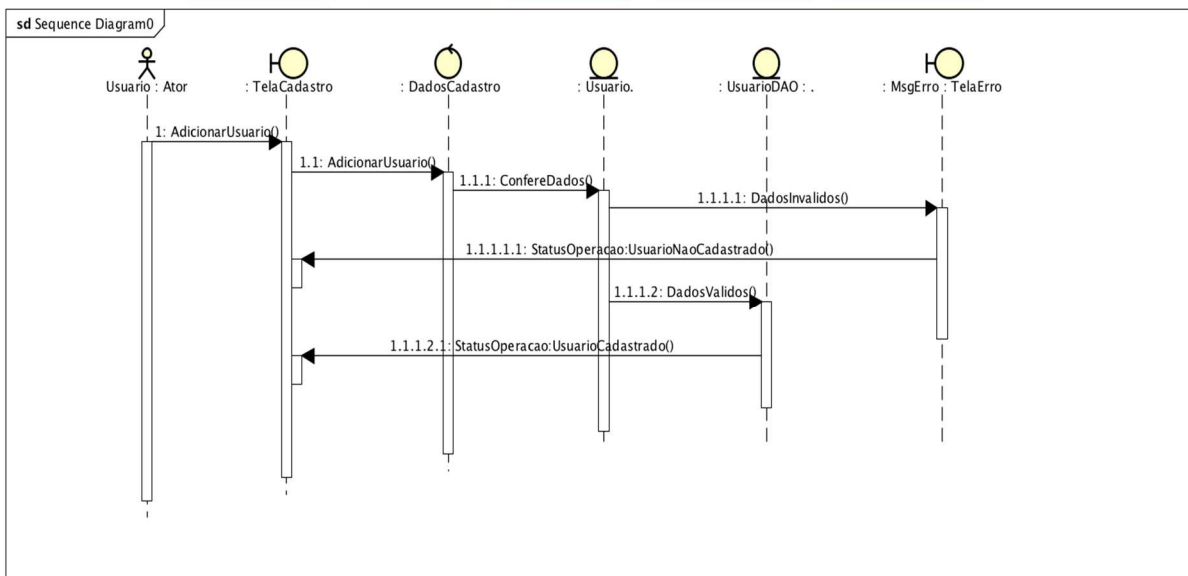 sd Sequence Diagram0
Usuario : Ator
: TelaCadastro
: DadosCadastro
: Usuario.
: UsuarioDAO : .
: MsgErro : TelaErro
1: AdicionarUsuario()
1.1: AdicionarUsuario()
1.1.1: ConfereDados()
1.1.1.1: DadosInvalidos()
1.1.1.1.1: StatusOperacao:UsuarioNaoCadastrado()
1.1.1.2: DadosValidos()
1.1.1.2.1: StatusOperacao:UsuarioCadastrado()